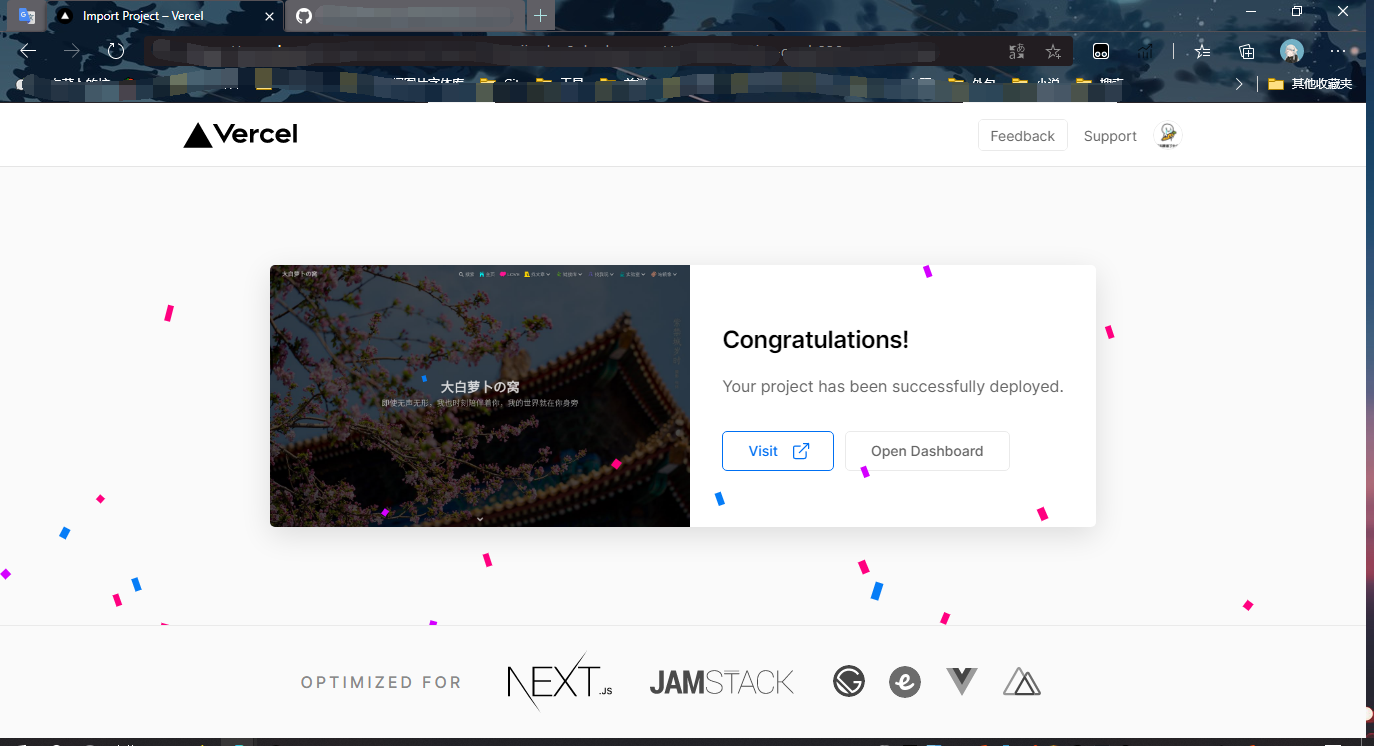 Import Project – Vercel
其他收藏夹
Vercel
Feedback
Support
大白萝卜の窝
大白萝卜の窝
即使无声无形，我也时刻陪伴着你，我的世界就在你身旁
Congratulations!
Your project has been successfully deployed.
Visit
Open Dashboard
OPTIMIZED FOR
NEXT.JS
JAMSTACK